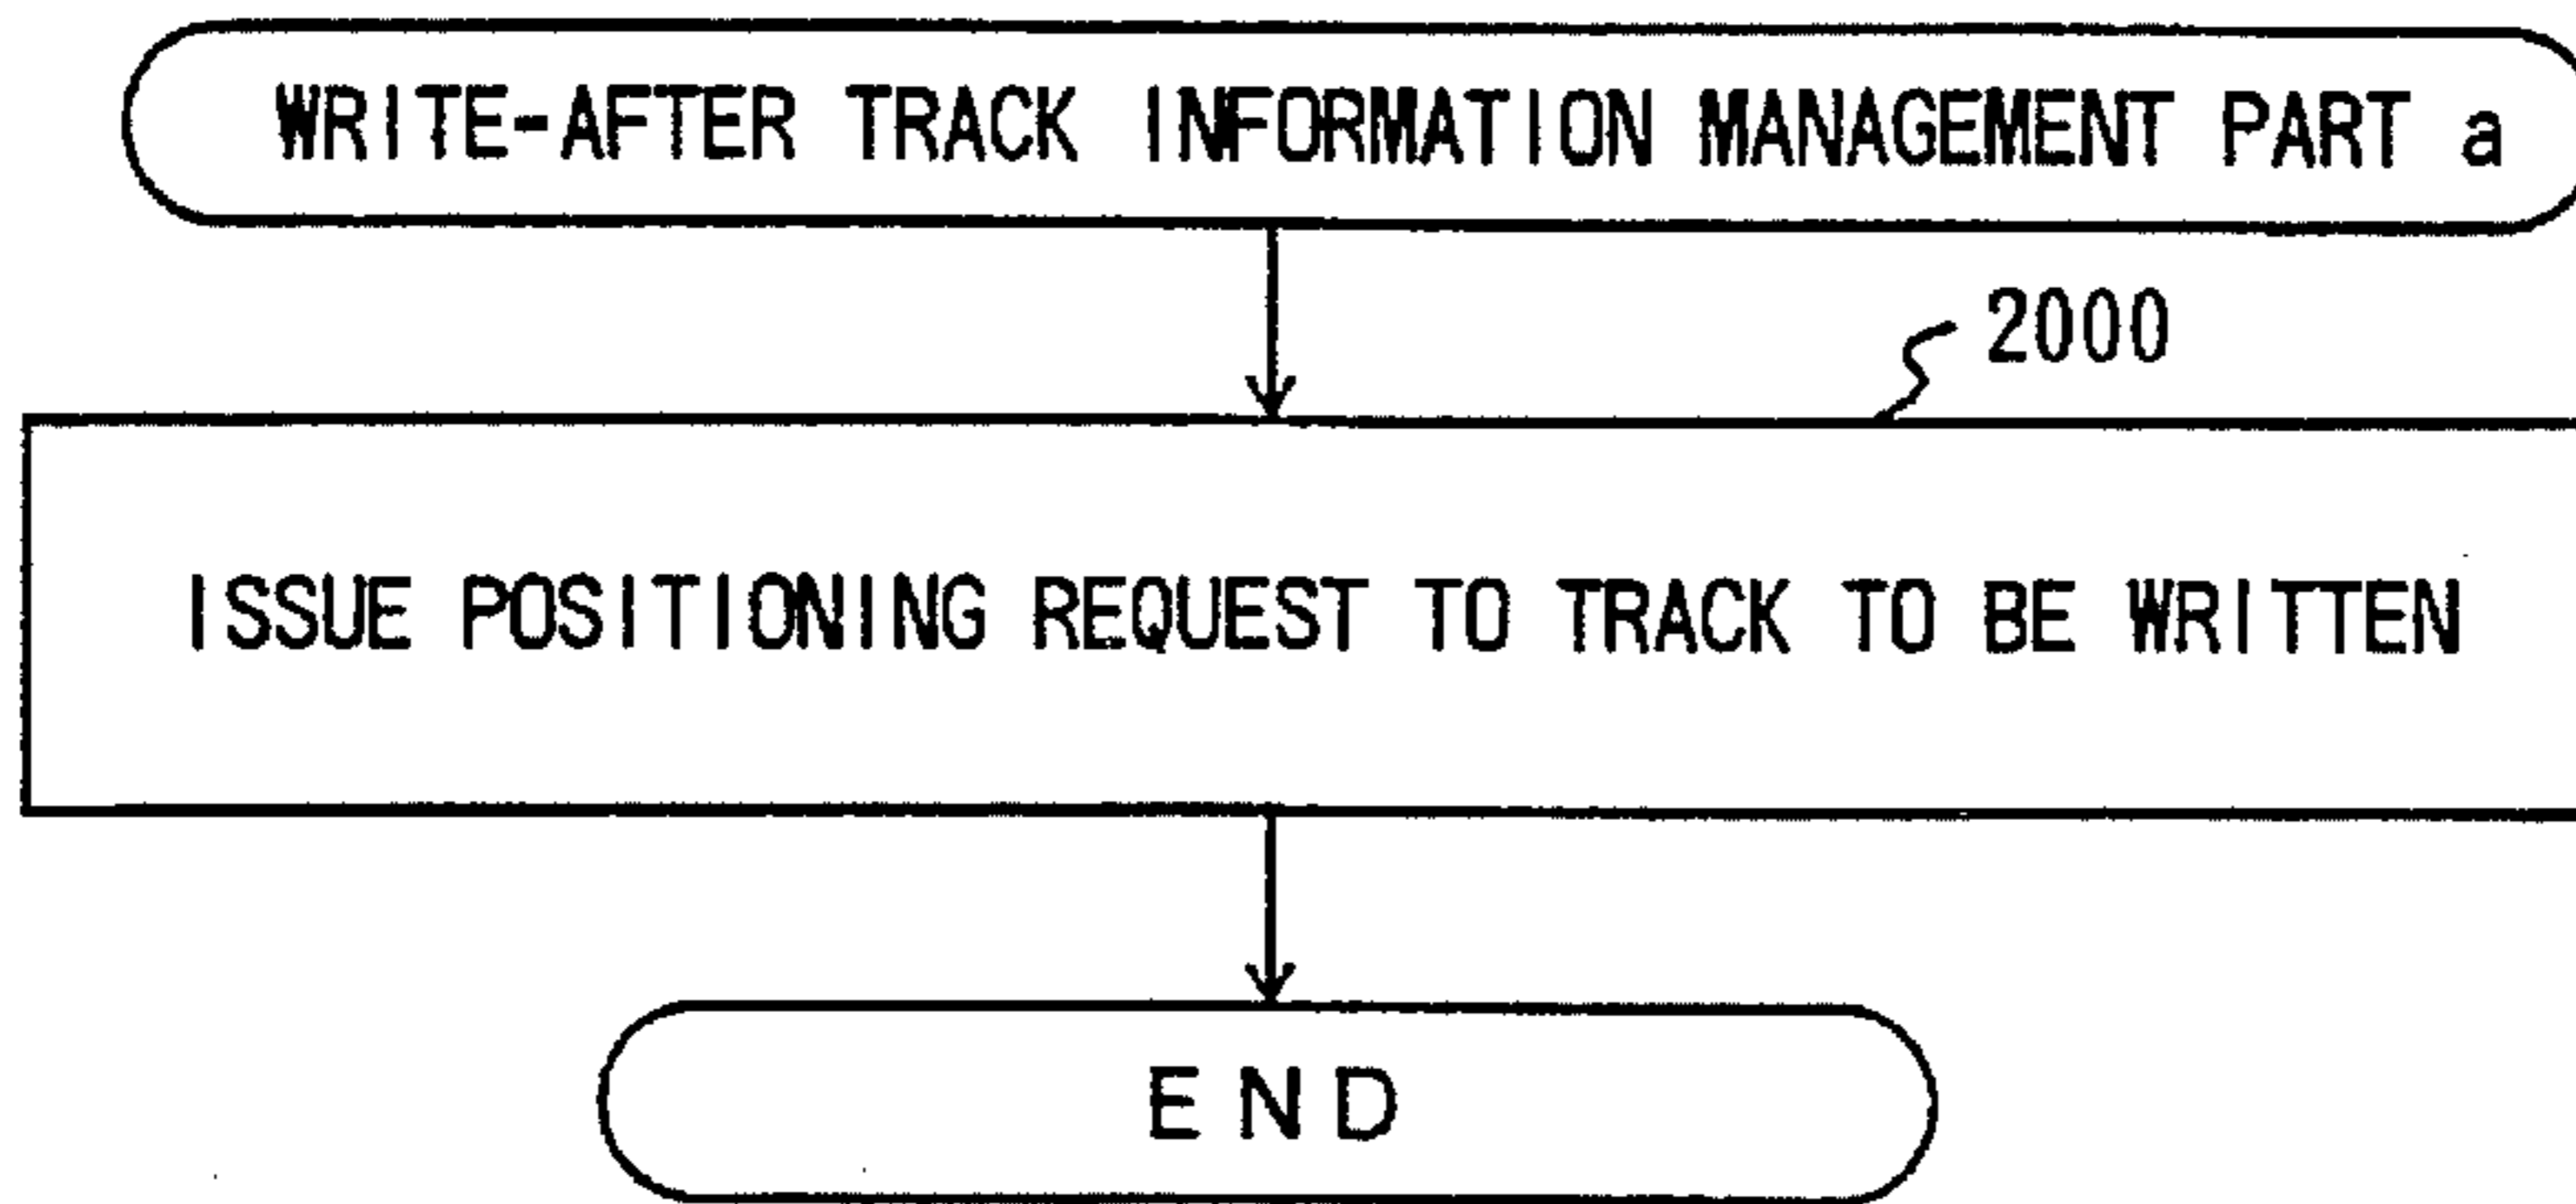 WRITE-AFTER TRACK INFORMATION MANAGEMENT PART a
2000
ISSUE POSITIONING REQUEST TO TRACK TO BE WRITTEN
END